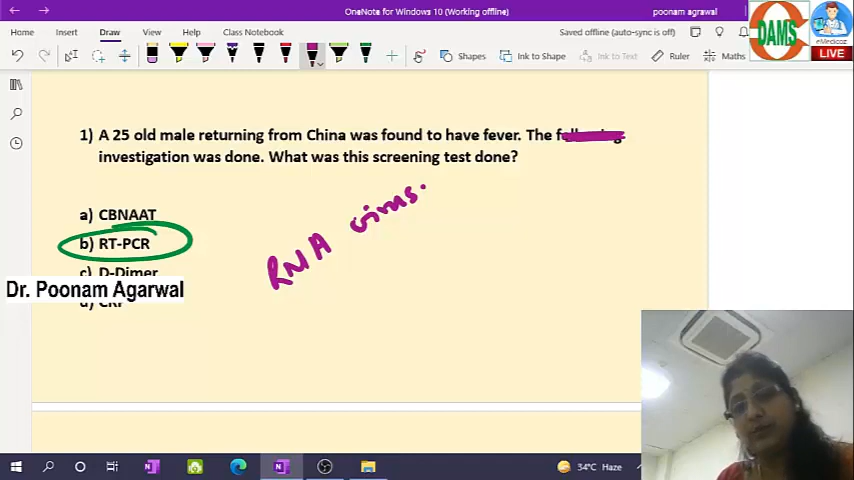 OneNote for Windows 10 (Working offline)
poonam agrawal
Home
Insert
Draw
View
Help
Class Notebook
Saved offline (auto-sync is off)
DAMS
eMedicoz
LIVE
Shapes
Ink to Shape
Ink to Text
Ruler
Maths
1) A 25 old male returning from China was found to have fever. The
investigation was done. What was this screening test done?
a) CBNAAT
b) RT-PCR
c) D-Dimer
Dr. Poonam Agarwal
d) CRP
RNA virus.
34°C Haze